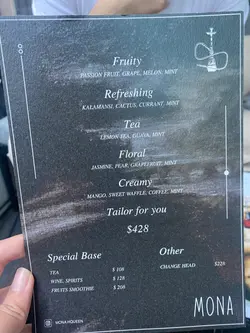 Fruity
PASSION FRUIT, GRAPE, MELON, MINT
Refreshing
KALAMANSI, CACTUS, CURRANT, MINT
Tea
LEMON TEA, GUAVA, MINT
Floral
JASMINE, PEAR, GRAPEFRUIT, MINT
Creamy
MANGO, SWEET WAFFLE, COFFEE, MINT
Tailor for you
$428
Special Base
TEA $ 108
WINE, SPIRITS $ 128
FRUITS SMOOTHIE $ 268
Other
CHANGE HEAD $228
MONA